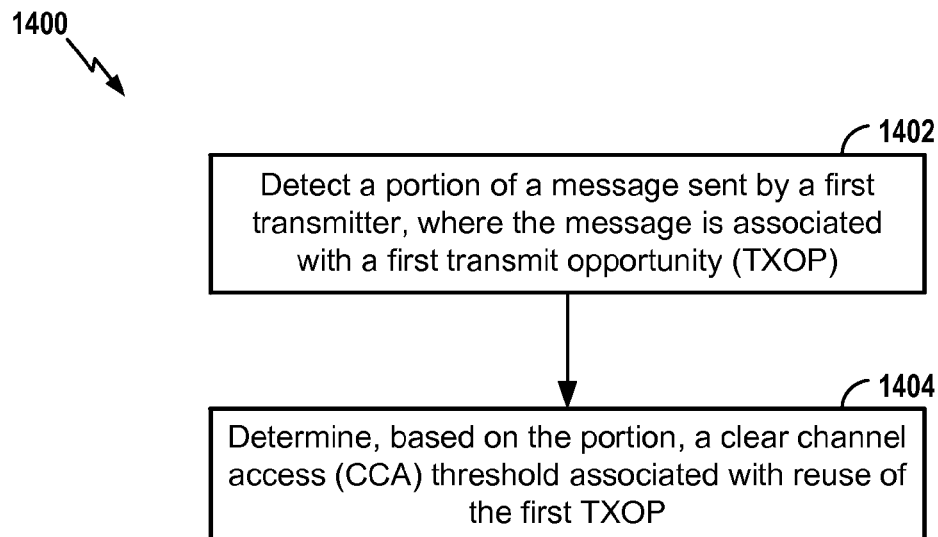 1400
1402
Detect a portion of a message sent by a first
transmitter, where the message is associated
with a first transmit opportunity (TXOP)
1404
Determine, based on the portion, a clear channel
access (CCA) threshold associated with reuse of
the first TXOP